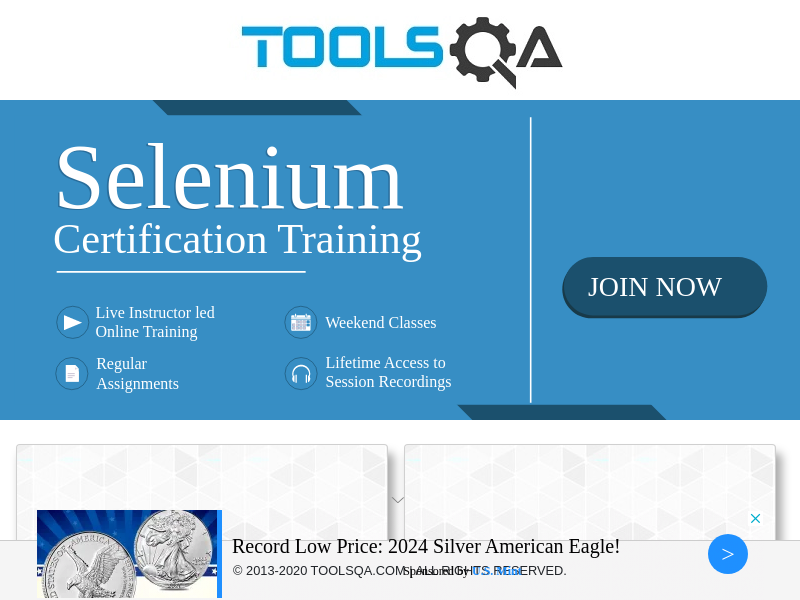 TOOLSQA
Selenium
Certification Training
JOIN NOW
Live Instructor led
Online Training
Weekend Classes
Regular
Assignments
Lifetime Access to
Session Recordings
Record Low Price: 2024 Silver American Eagle!
© 2013-2020 TOOLSQA.COM | ALL RIGHTS RESERVED.
Sponsored by U.S. Mint